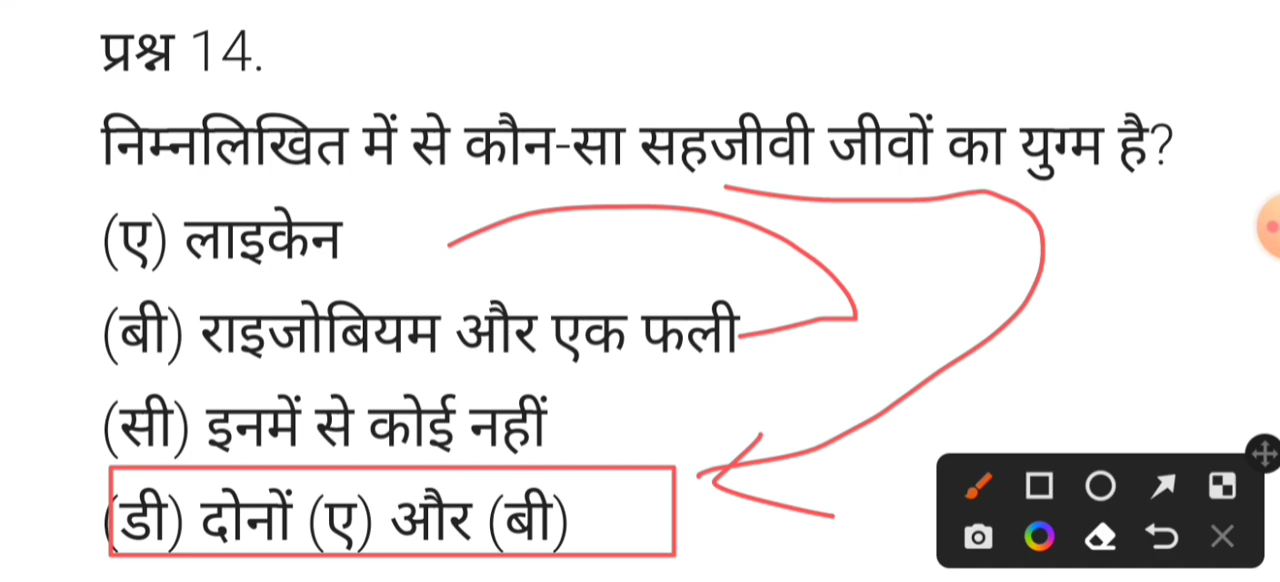 प्रश्न 14.
निम्नलिखित में से कौन-सा सहजीवी जीवों का युग्म है?
(ए) लाइकेन
(बी) राइजोबियम और एक फली
(सी) इनमें से कोई नहीं
(डी) दोनों (ए) और (बी)